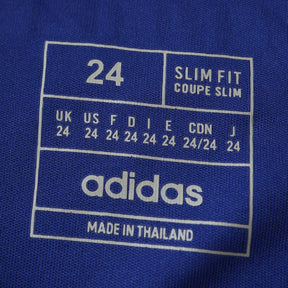 24
SLIM FIT
COUPE SLIM
UK US F D I E CDN J
24 24 24 24 24 24 24/24 24
adidas
MADE IN THAILAND